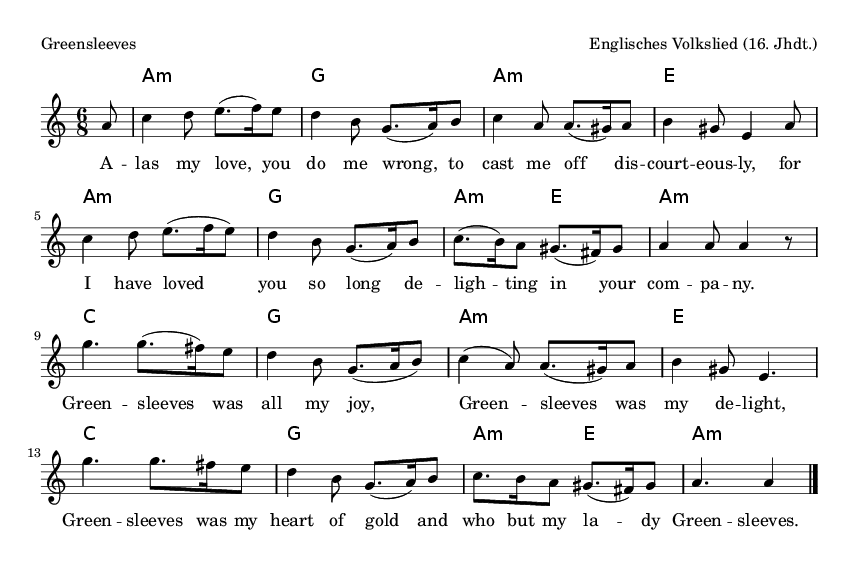 Greensleeves
Englisches Volkslied (16. Jhdt.)
Am G Am E
6
8
A -- las my love, you do me wrong, to cast me off dis -- court -- eous -- ly, for
5
Am G Am E Am
I have loved you so long de -- ligh -- ting in your com -- pa -- ny.
9
C G Am E
Green -- sleeves was all my joy, Green -- sleeves was my de -- light,
13
C G Am E Am
Green -- sleeves was my heart of gold and who but my la -- dy Green -- sleeves.